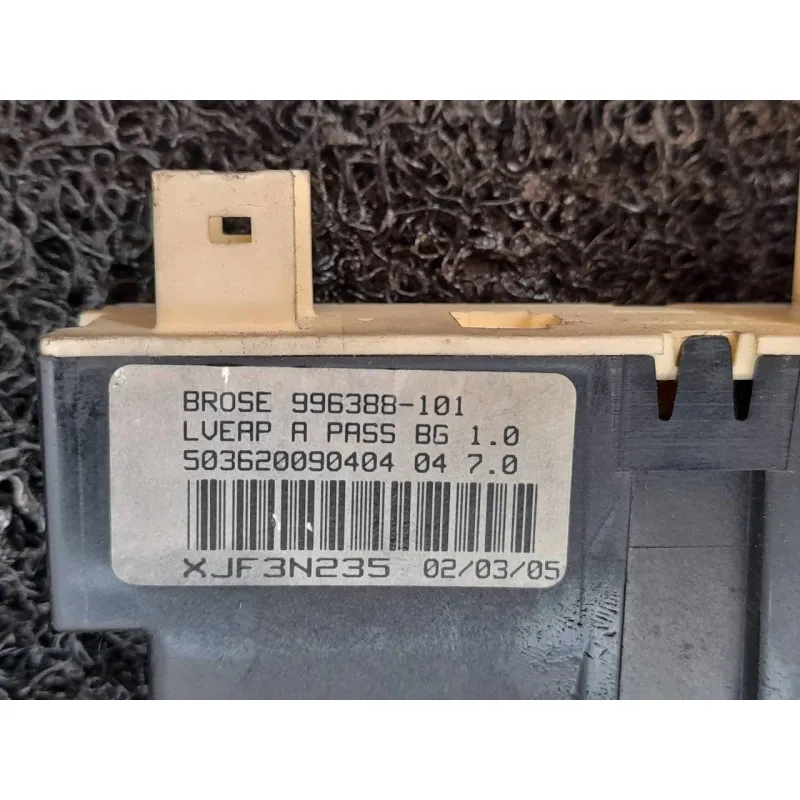 BROSE 996388-101
LVEAP A PASS BG 1.0
503620090404 04 7.0
XJF3N235 02/03/05